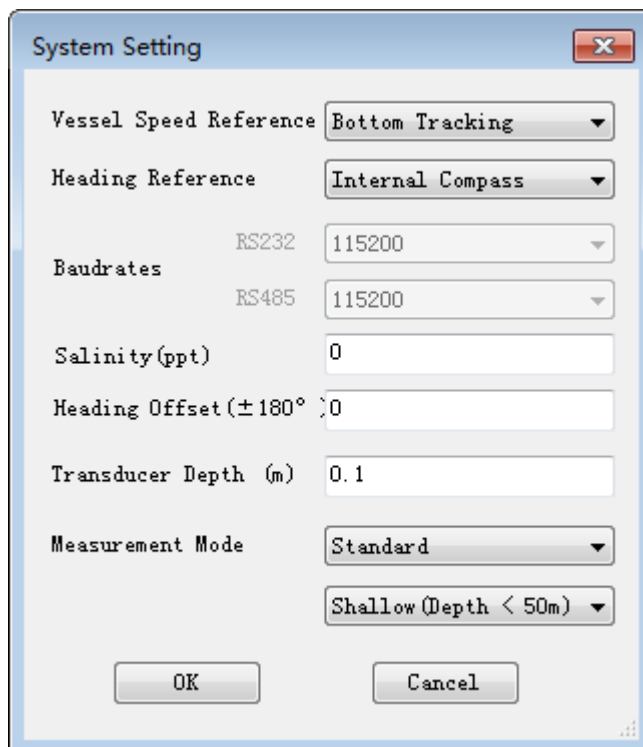 System Setting
Vessel Speed Reference Bottom Tracking
Heading Reference Internal Compass
RS232 115200
Baudrates
RS485 115200
Salinity(ppt) 0
Heading Offset(±180° ) 0
Transducer Depth (m) 0.1
Measurement Mode Standard
Shallow(Depth < 50m)
OK Cancel